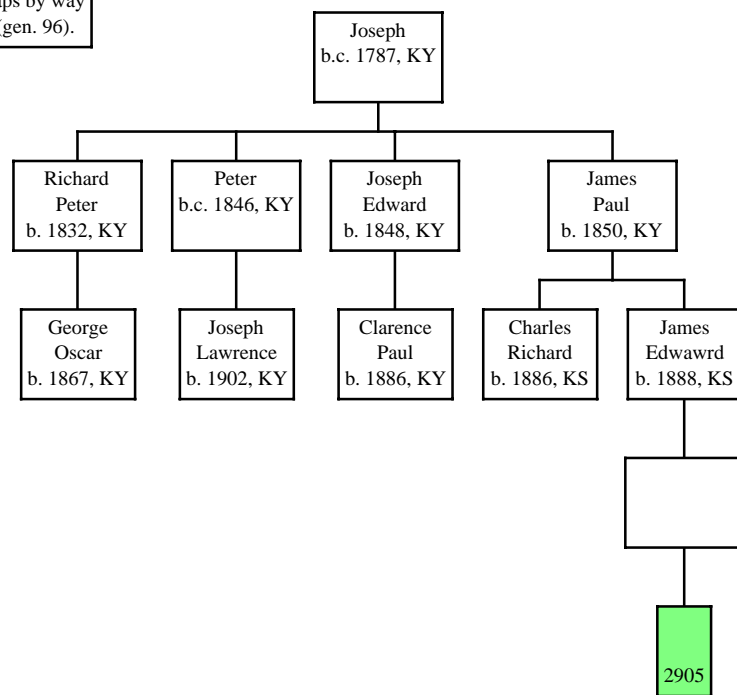 ps by way
(gen. 96).
Joseph
b.c. 1787, KY
Richard
Peter
b. 1832, KY
Peter
b.c. 1846, KY
Joseph
Edward
b. 1848, KY
James
Paul
b. 1850, KY
George
Oscar
b. 1867, KY
Joseph
Lawrence
b. 1902, KY
Clarence
Paul
b. 1886, KY
Charles
Richard
b. 1886, KS
James
Edwawrd
b. 1888, KS
2905